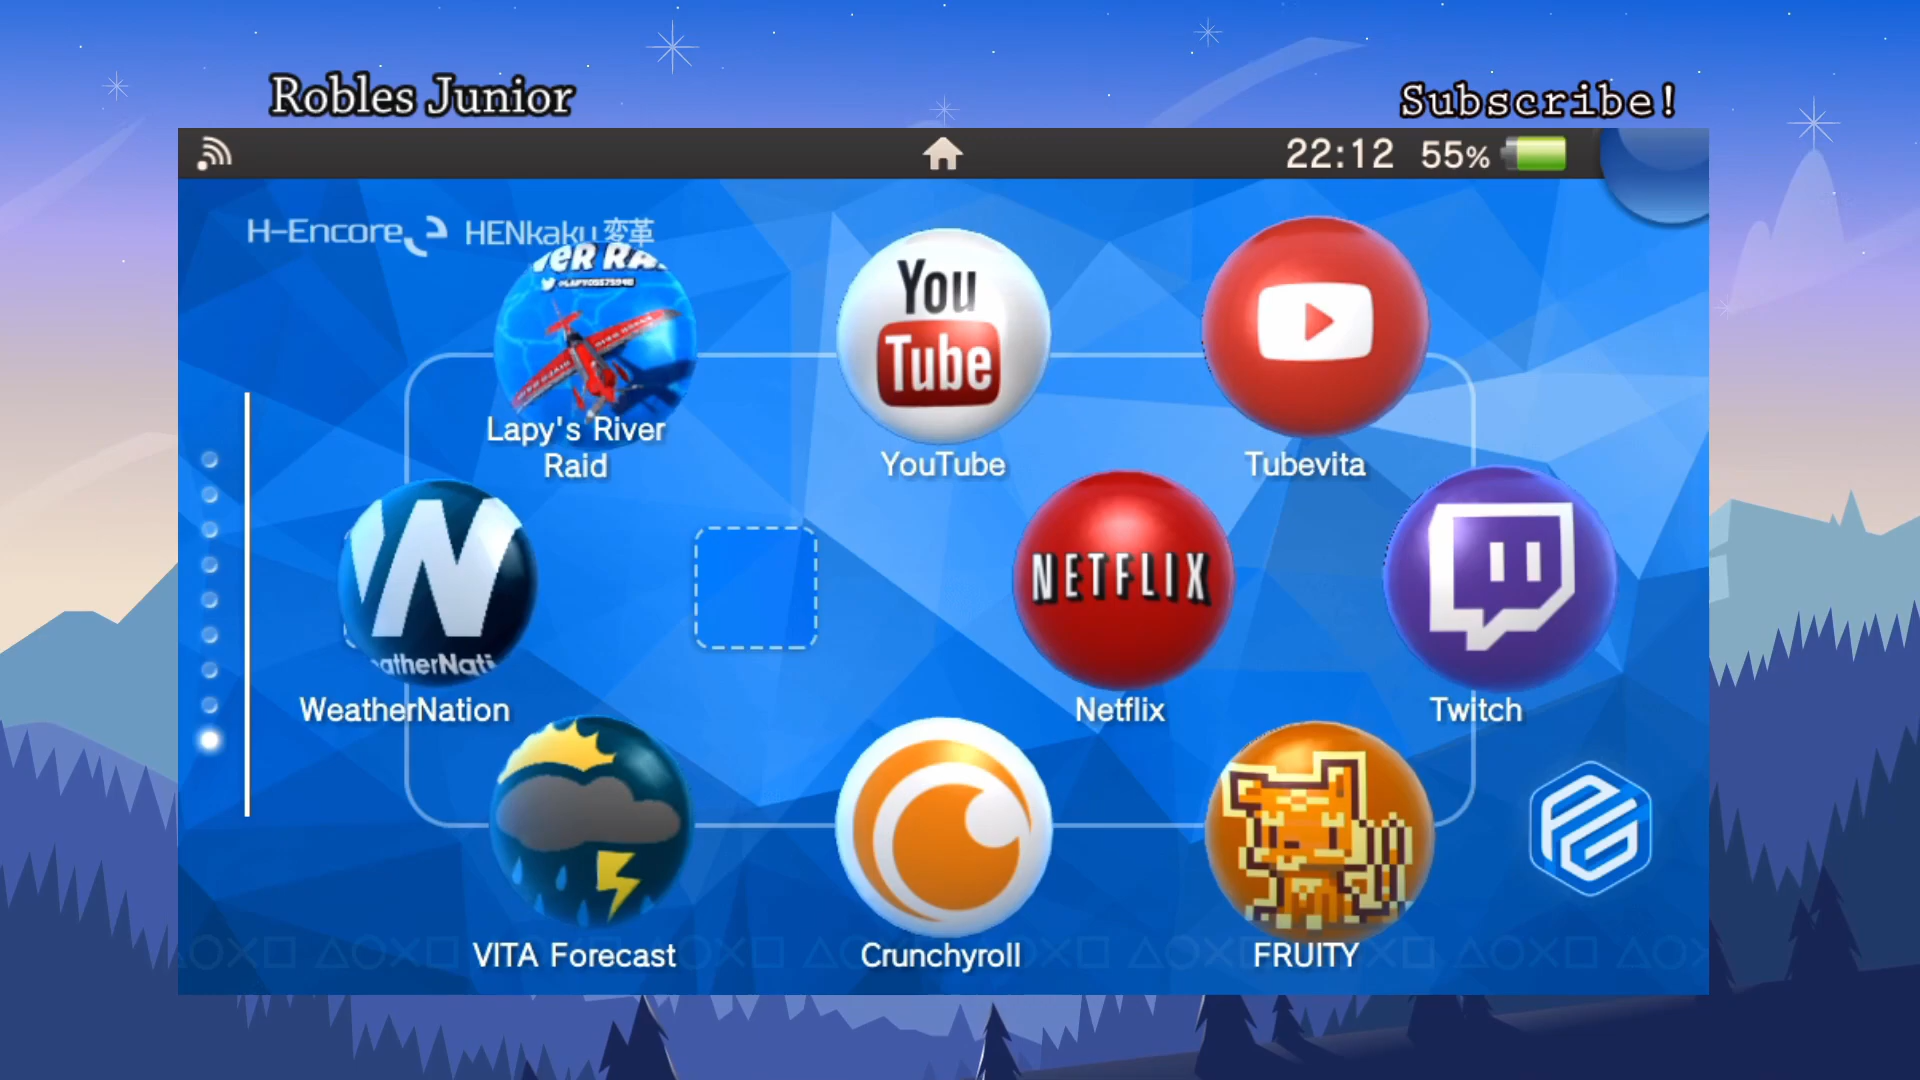 Robles Junior
Subscribe!
22:12 55%
H-Encore HENkaku 変革
You
Tube
Lapy's River
Raid
YouTube
Tubevita
NETFLIX
WeatherNation
Netflix
Twitch
VITA Forecast
Crunchyroll
FRUITY